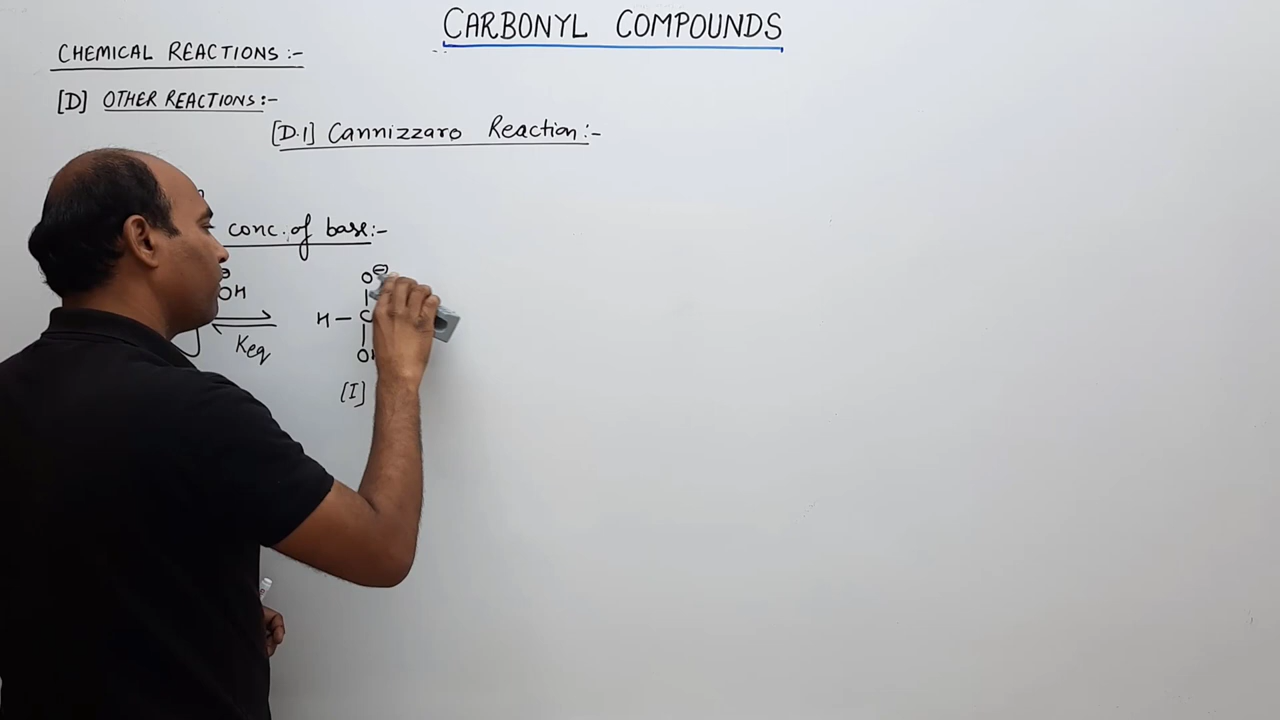 CARBONYL COMPOUNDS
CHEMICAL REACTIONS :-
[D] OTHER REACTIONS :-
[D.1] Cannizzaro Reaction :-
conc. of base :-
O⊖
OH
H — C
Keq
[I]